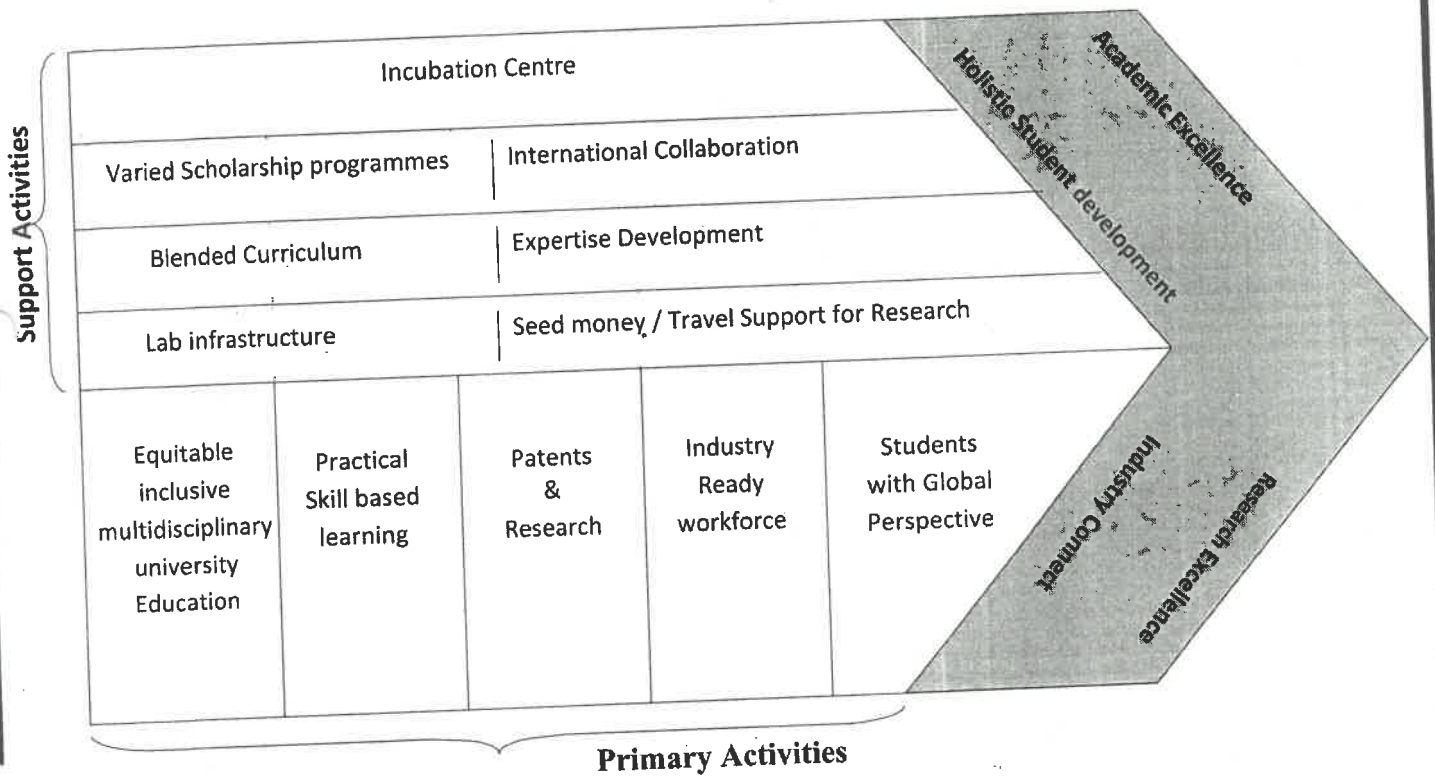 Support Activities
Incubation Centre
Varied Scholarship programmes
International Collaboration
Blended Curriculum
Expertise Development
Lab infrastructure
Seed money / Travel Support for Research
Equitable
inclusive
multidisciplinary
university
Education
Practical
Skill based
learning
Patents
&
Research
Industry
Ready
workforce
Students
with Global
Perspective
Holistic Student development
Academic Excellence
Industry Connect
Research Excellence
Primary Activities